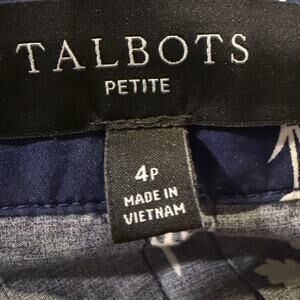 TALBOTS
PETITE
4P
MADE IN
VIETNAM